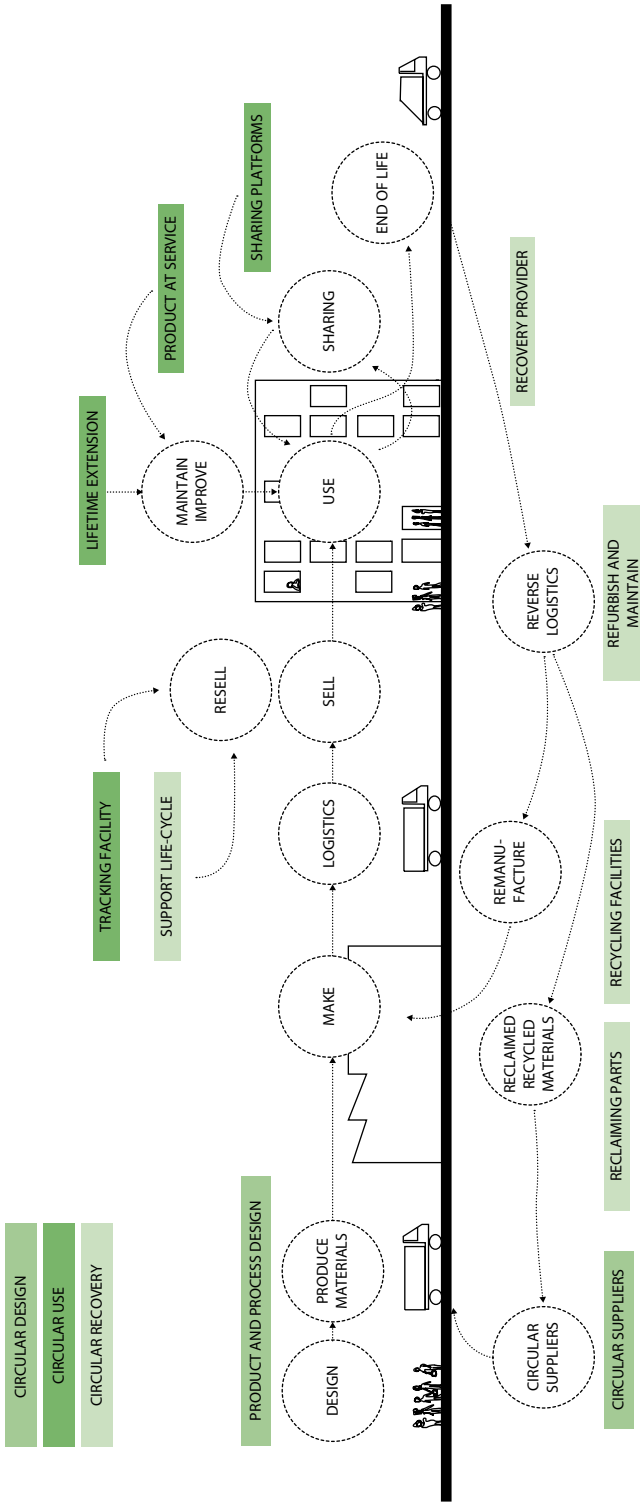 CIRCULAR DESIGN
CIRCULAR USE
CIRCULAR RECOVERY
TRACKING FACILITY
SUPPORT LIFE-CYCLE
LIFETIME EXTENSION
PRODUCT AT SERVICE
SHARING PLATFORMS
PRODUCT AND PROCESS DESIGN
RESELL
MAINTAIN
IMPROVE
DESIGN
PRODUCE
MATERIALS
MAKE
LOGISTICS
SELL
USE
SHARING
END OF LIFE
CIRCULAR
SUPPLIERS
RECLAIMED
RECYCLED
MATERIALS
REMANU-
FACTURE
REVERSE
LOGISTICS
RECOVERY PROVIDER
CIRCULAR SUPPLIERS
RECLAIMING PARTS
RECYCLING FACILITIES
REFURBISH AND
MAINTAIN